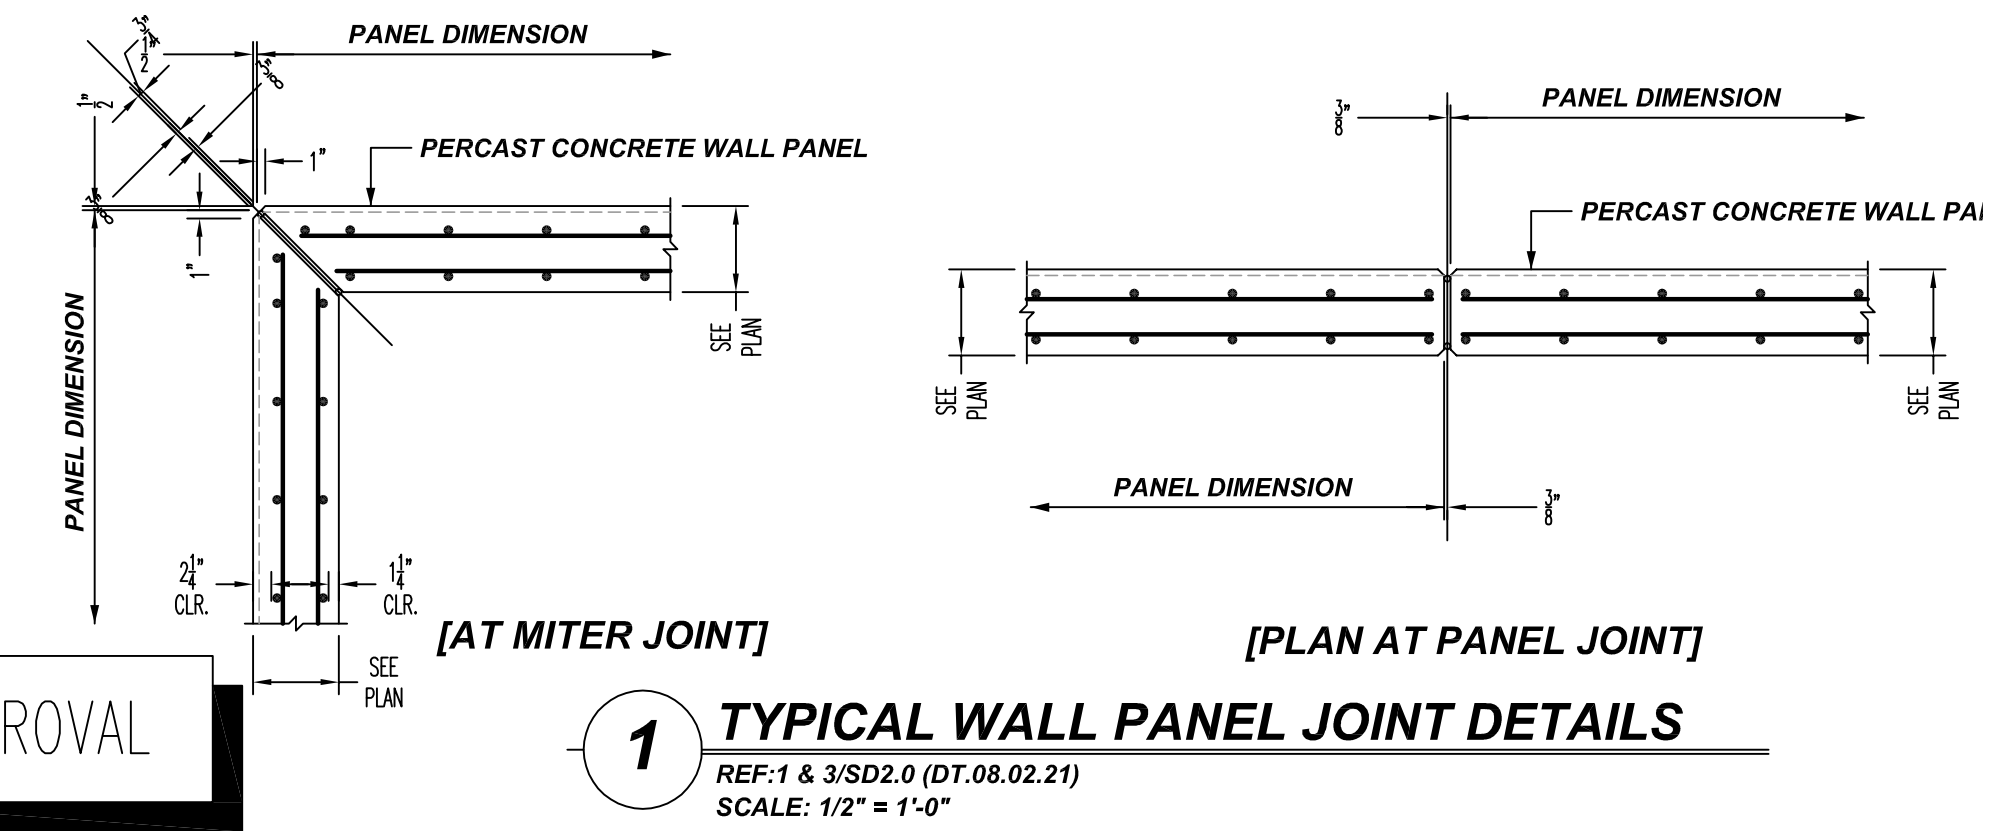 PANEL DIMENSION
3/4"
1/2"
3/8
1/2"
1"
PERCAST CONCRETE WALL PANEL
3/8
1"
PANEL DIMENSION
SEE
PLAN
2 1/4"
CLR.
1 1/4"
CLR.
SEE
PLAN
[AT MITER JOINT]
PANEL DIMENSION
3/8"
PERCAST CONCRETE WALL PA
SEE
PLAN
SEE
PLAN
PANEL DIMENSION
3/8"
[PLAN AT PANEL JOINT]
ROVAL
1
TYPICAL WALL PANEL JOINT DETAILS
REF:1 & 3/SD2.0 (DT.08.02.21)
SCALE: 1/2" = 1'-0"